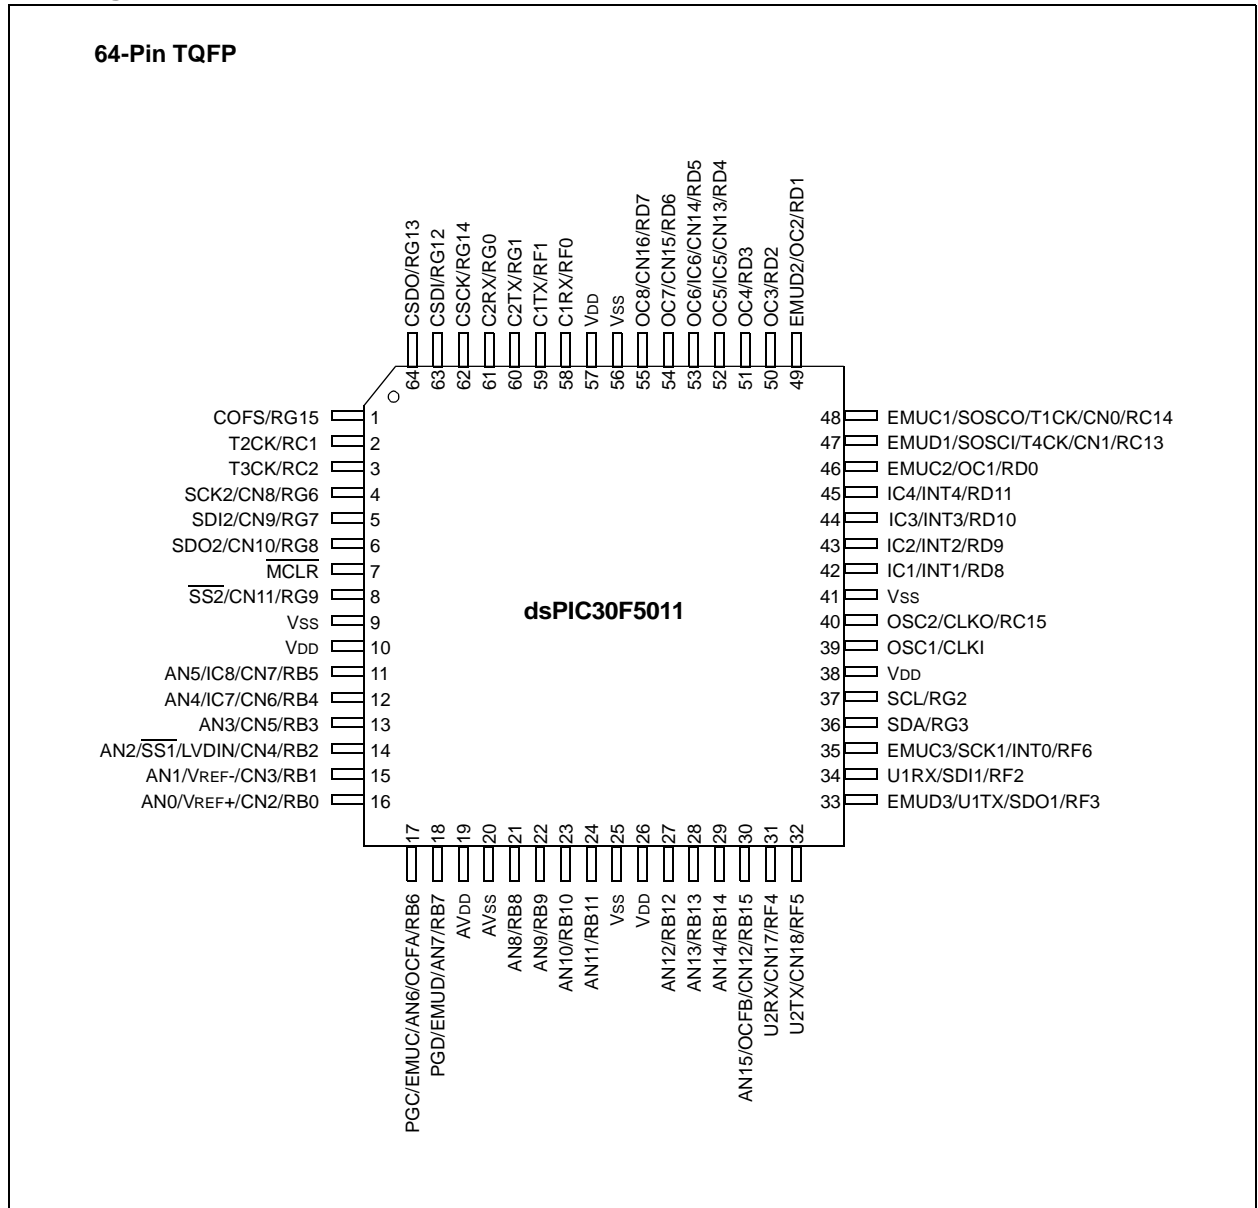 64-Pin TQFP
CSDO/RG13
CSDI/RG12
CSCK/RG14
C2RX/RG0
C2TX/RG1
C1TX/RF1
C1RX/RF0
VDD
VSS
OC8/CN16/RD7
OC7/CN15/RD6
OC6/IC6/CN14/RD5
OC5/IC5/CN13/RD4
OC4/RD3
OC3/RD2
EMUD2/OC2/RD1
64
63
62
61
60
59
58
57
56
55
54
53
52
51
50
49
COFS/RG15 1
T2CK/RC1 2
T3CK/RC2 3
SCK2/CN8/RG6 4
SDI2/CN9/RG7 5
SDO2/CN10/RG8 6
MCLR 7
SS2/CN11/RG9 8
VSS 9
VDD 10
AN5/IC8/CN7/RB5 11
AN4/IC7/CN6/RB4 12
AN3/CN5/RB3 13
AN2/SS1/LVDIN/CN4/RB2 14
AN1/VREF-/CN3/RB1 15
AN0/VREF+/CN2/RB0 16
dsPIC30F5011
48 EMUC1/SOSCO/T1CK/CN0/RC14
47 EMUD1/SOSCI/T4CK/CN1/RC13
46 EMUC2/OC1/RD0
45 IC4/INT4/RD11
44 IC3/INT3/RD10
43 IC2/INT2/RD9
42 IC1/INT1/RD8
41 VSS
40 OSC2/CLKO/RC15
39 OSC1/CLKI
38 VDD
37 SCL/RG2
36 SDA/RG3
35 EMUC3/SCK1/INT0/RF6
34 U1RX/SDI1/RF2
33 EMUD3/U1TX/SDO1/RF3
17
18
19
20
21
22
23
24
25
26
27
28
29
30
31
32
PGC/EMUC/AN6/OCFA/RB6
PGD/EMUD/AN7/RB7
AVDD
AVSS
AN8/RB8
AN9/RB9
AN10/RB10
AN11/RB11
VSS
VDD
AN12/RB12
AN13/RB13
AN14/RB14
AN15/OCFB/CN12/RB15
U2RX/CN17/RF4
U2TX/CN18/RF5